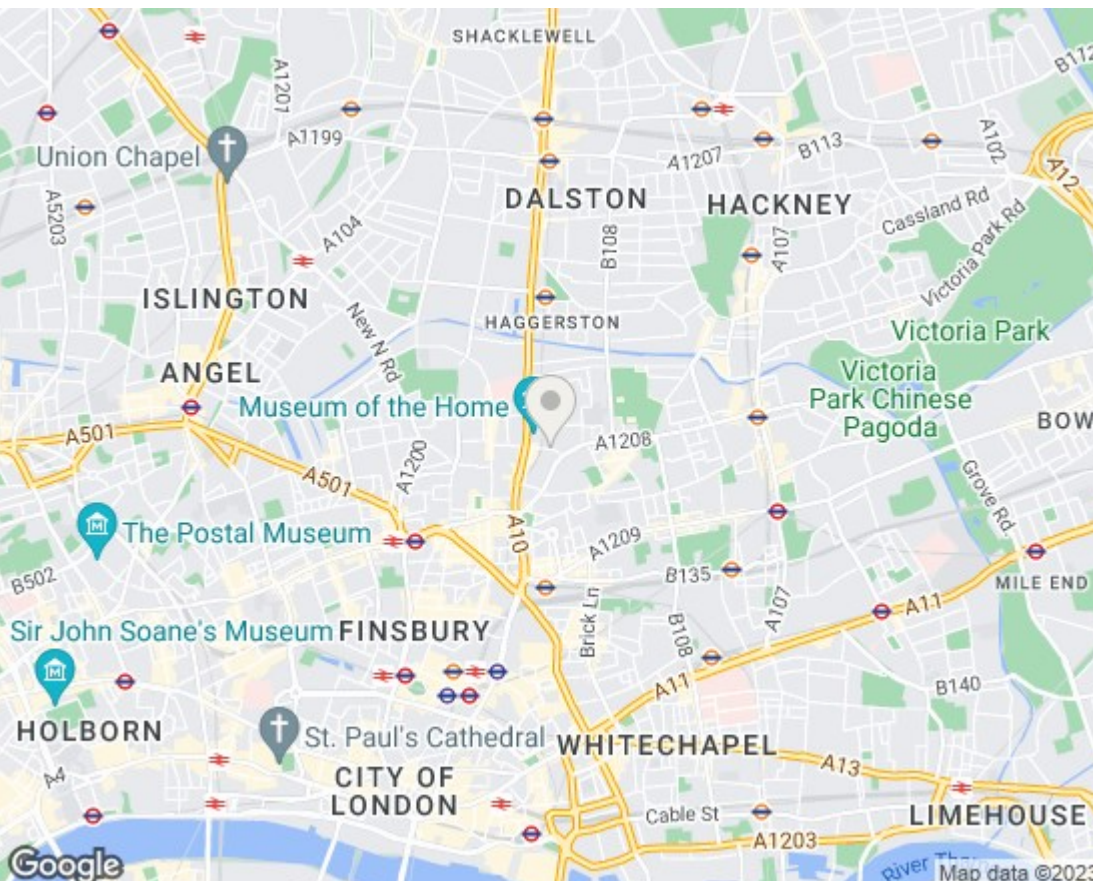 SHACKLEWELL
B112
A1201
A1199
Union Chapel
A1207
B113
A102
A12
A5203
DALSTON
HACKNEY
Cassland Rd
A104
B108
A107
Victoria Park Rd
ISLINGTON
New N Rd
HAGGERSTON
Victoria Park
ANGEL
Victoria
Park Chinese
Pagoda
Museum of the Home
BOW
A501
A1208
A1200
A501
Grove Rd
The Postal Museum
A10
A1209
B502
B135
MILE END
A107
A11
Brick Ln
B108
Sir John Soane's Museum
FINSBURY
A11
B140
HOLBORN
St. Paul's Cathedral
WHITECHAPEL
A13
A4
CITY OF
LONDON
Cable St
LIMEHOUSE
A1203
Google
River
Map data ©2023